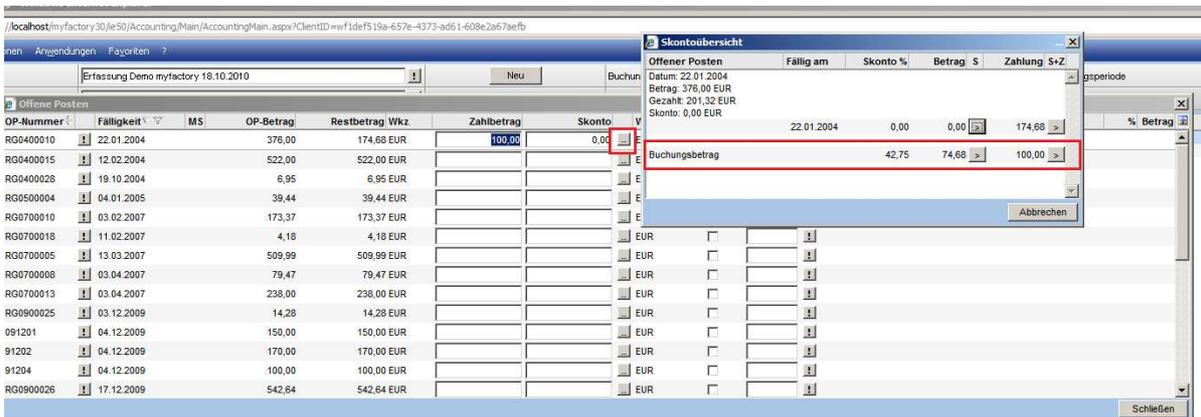 //localhost/myfactory30/ie50/Accounting/Main/AccountingMain.aspx?ClientID=wf1def519a-657e-4373-ad61-608e2a67aefb
onen Anwendungen Favoriten ?
Erfassung Demo myfactory 18.10.2010 ! Neu Buchun gsperiode
Skontoübersicht
Offener Posten Fällig am Skonto % Betrag S Zahlung S+Z
Datum: 22.01.2004
Betrag: 376,00 EUR
Gezahlt: 201,32 EUR
Skonto: 0,00 EUR
22.01.2004 0,00 0,00 > 174,68 >
Buchungsbetrag 42,75 74,68 > 100,00 >
Abbrechen
Offene Posten
OP-Nummer Fälligkeit MS OP-Betrag Restbetrag Wkz Zahlbetrag Skonto % Betrag
RG0400010 ! 22.01.2004 376,00 174,68 EUR 100,00 0,00 ...
RG0400015 ! 12.02.2004 522,00 522,00 EUR ...
RG0400028 ! 19.10.2004 6,95 6,95 EUR ...
RG0500004 ! 04.01.2005 39,44 39,44 EUR ...
RG0700010 ! 03.02.2007 173,37 173,37 EUR ...
RG0700018 ! 11.02.2007 4,18 4,18 EUR ... EUR !
RG0700005 ! 13.03.2007 509,99 509,99 EUR ... EUR !
RG0700008 ! 03.04.2007 79,47 79,47 EUR ... EUR !
RG0700013 ! 03.04.2007 238,00 238,00 EUR ... EUR !
RG0900025 ! 03.12.2009 14,28 14,28 EUR ... EUR !
091201 ! 04.12.2009 150,00 150,00 EUR ... EUR !
91202 ! 04.12.2009 170,00 170,00 EUR ... EUR !
91204 ! 04.12.2009 100,00 100,00 EUR ... EUR !
RG0900026 ! 17.12.2009 542,64 542,64 EUR ... EUR !
Schließen